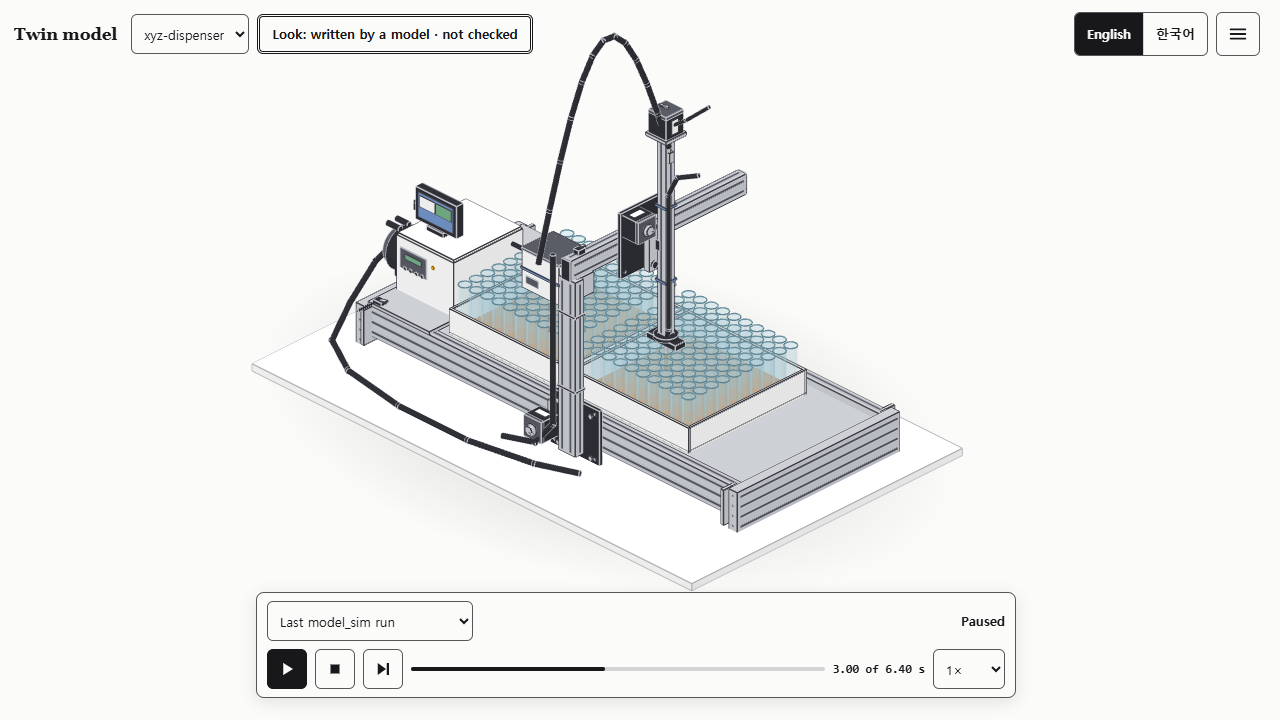 Twin model
xyz-dispenser
Look: written by a model · not checked
English
한국어
Last model_sim run
Paused
3.00 of 6.40 s
1×